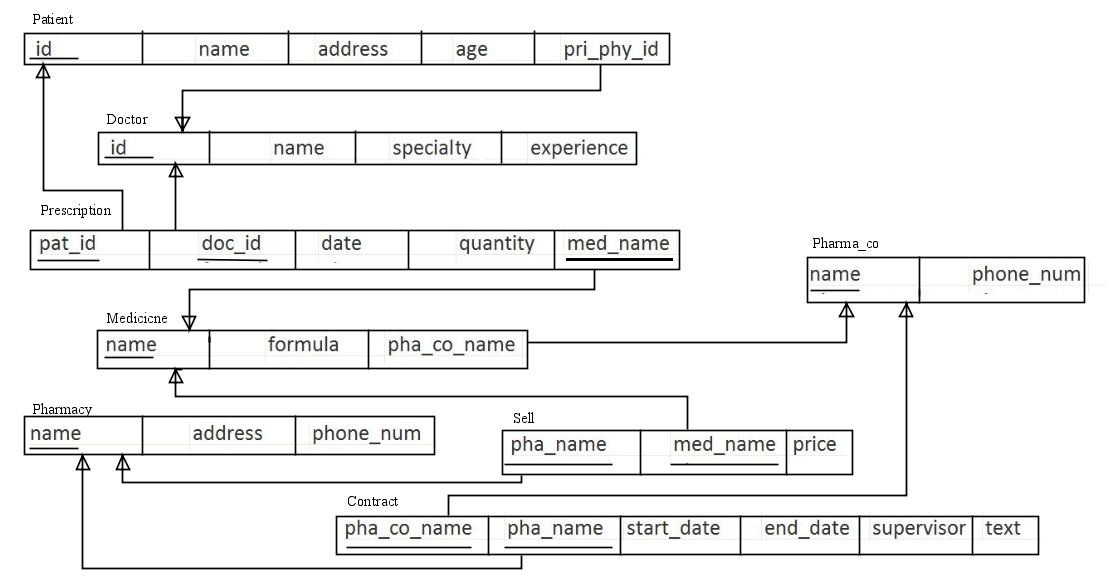 Patient
id name address age pri_phy_id
Doctor
id name specialty experience
Prescription
pat_id doc_id date quantity med_name
Pharma_co
name phone_num
Medicicne
name formula pha_co_name
Pharmacy
name address phone_num
Sell
pha_name med_name price
Contract
pha_co_name pha_name start_date end_date supervisor text